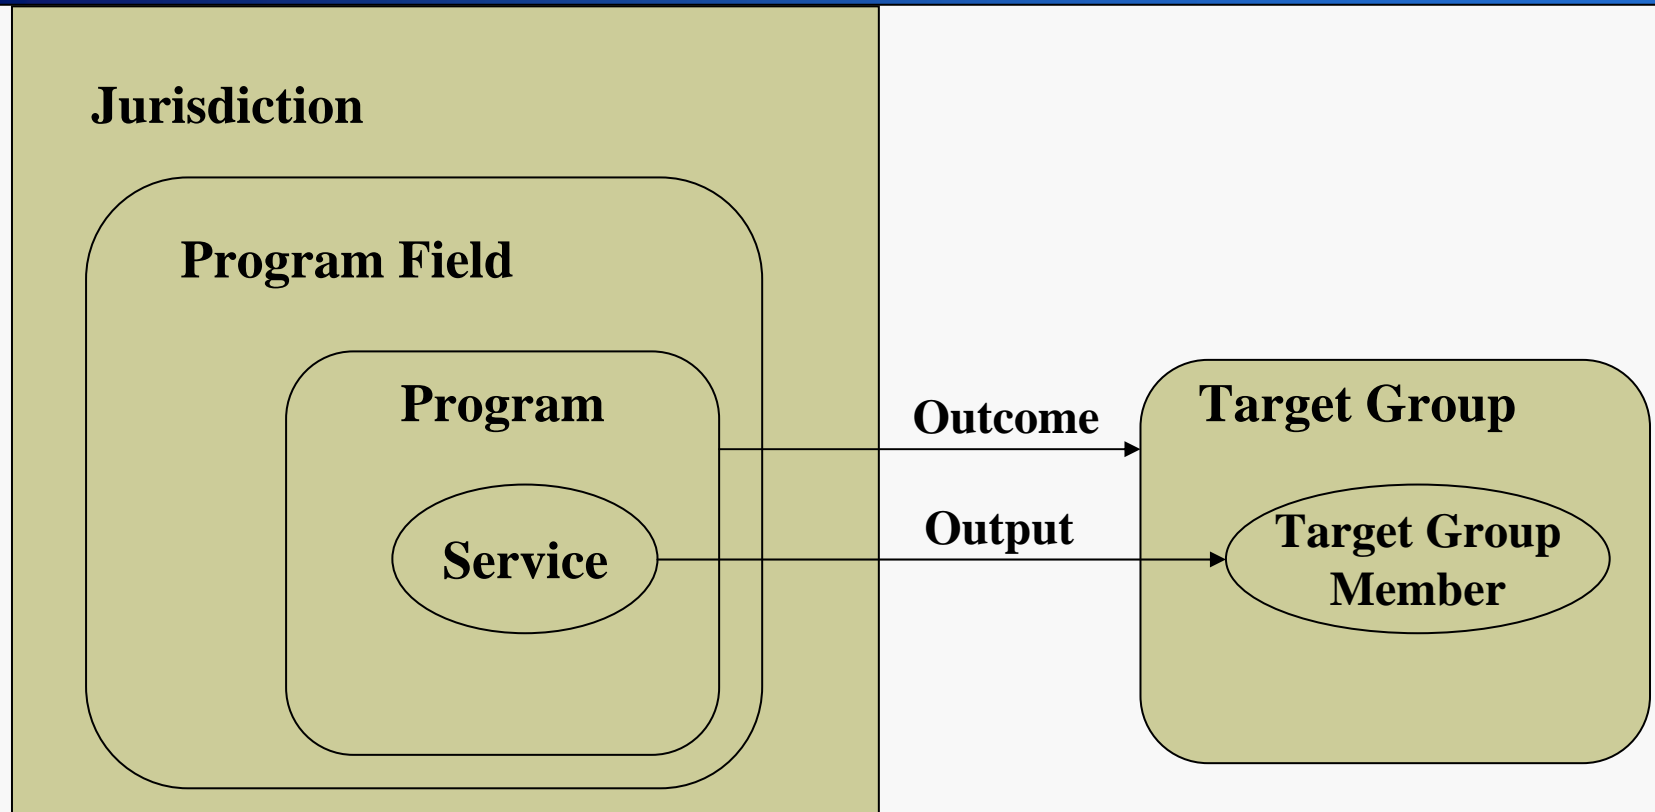 Jurisdiction
Program Field
Program
Service
Outcome
Output
Target Group
Target Group
Member